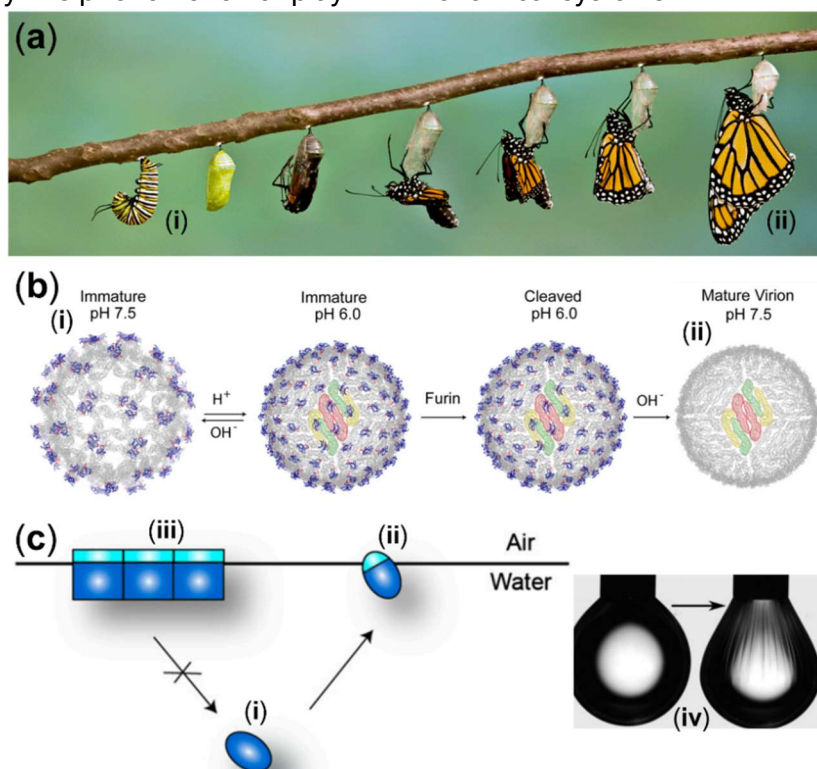 (a)
(i)
(ii)
(b)
Immature
pH 7.5
(i)
Immature
pH 6.0
Cleaved
pH 6.0
Mature Virion
pH 7.5
(ii)
H+
OH-
Furin
OH-
(c)
(iii)
(ii)
Air
Water
(i)
(iv)